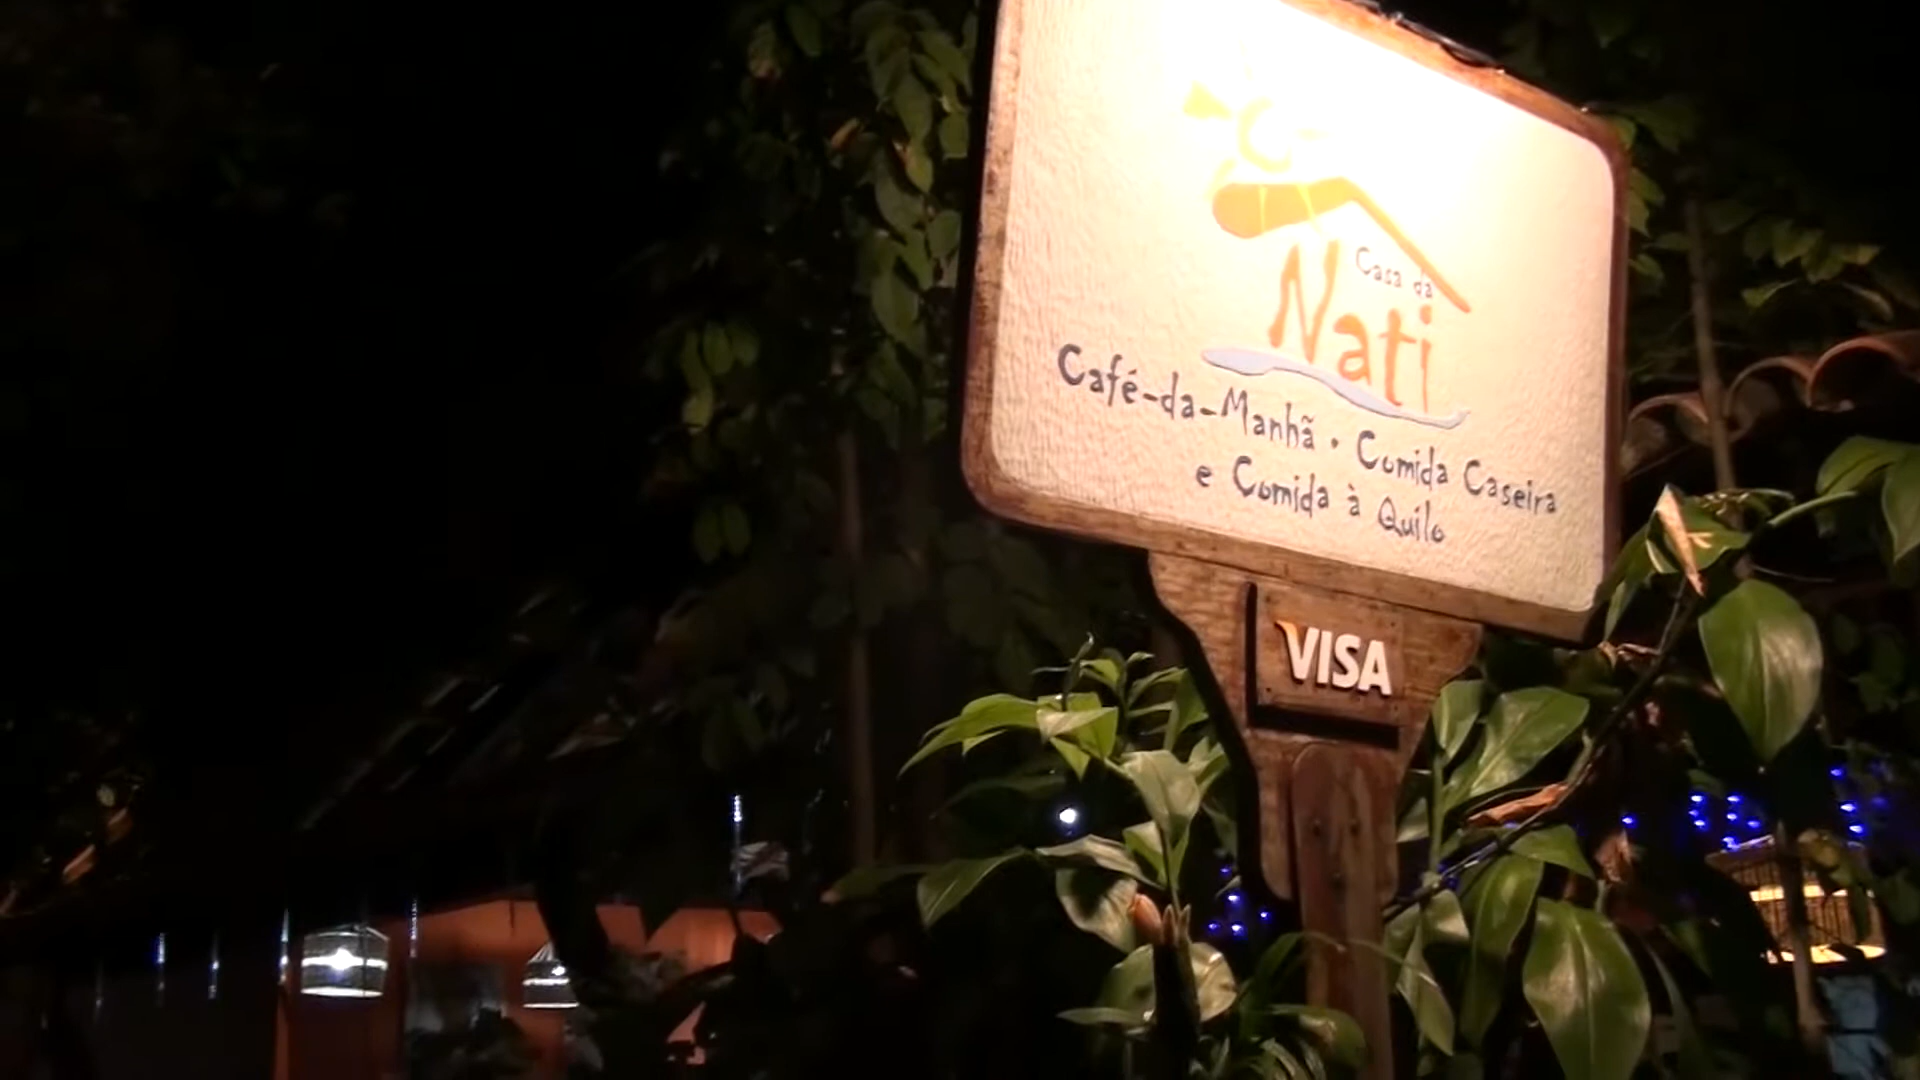 Casa da
Nati
Café-da-Manhã • Comida Caseira
e Comida à Quilo
VISA